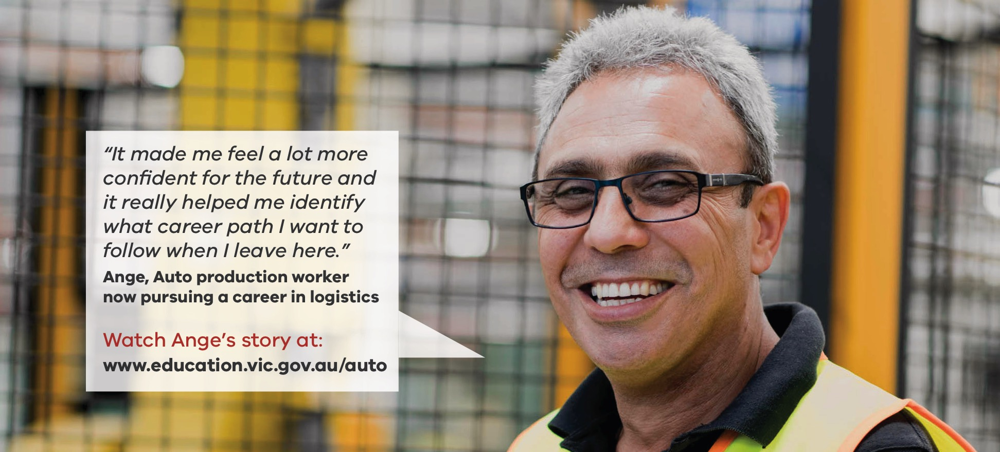 “It made me feel a lot more
confident for the future and
it really helped me identify
what career path I want to
follow when I leave here.”
Ange, Auto production worker
now pursuing a career in logistics
Watch Ange’s story at:
www.education.vic.gov.au/auto